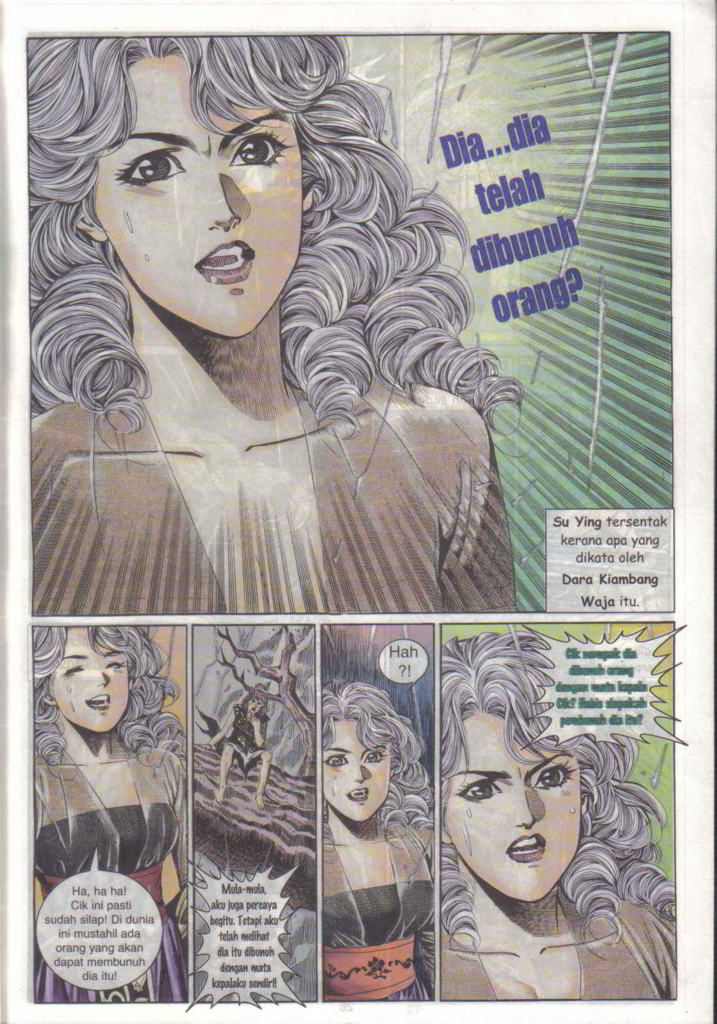 Dia...dia
telah
dibunuh
orang?
Su Ying tersentak
kerana apa yang
dikata oleh
Dara Kiambang
Waja itu.
Ha, ha ha!
Cik ini pasti
sudah silap! Di dunia
ini mustahil ada
orang yang akan
dapat membunuh
dia itu!
Mula-mula,
aku juga percaya
begitu. Tetapi aku
telah melihat
dia itu dibunuh
dengan mata
kepalaku sendiri!
Hah
?!
Cik nampak dia
dibunuh orang
dengan mata kepala
Cik? Habis siapakah
pembunuh dia itu?